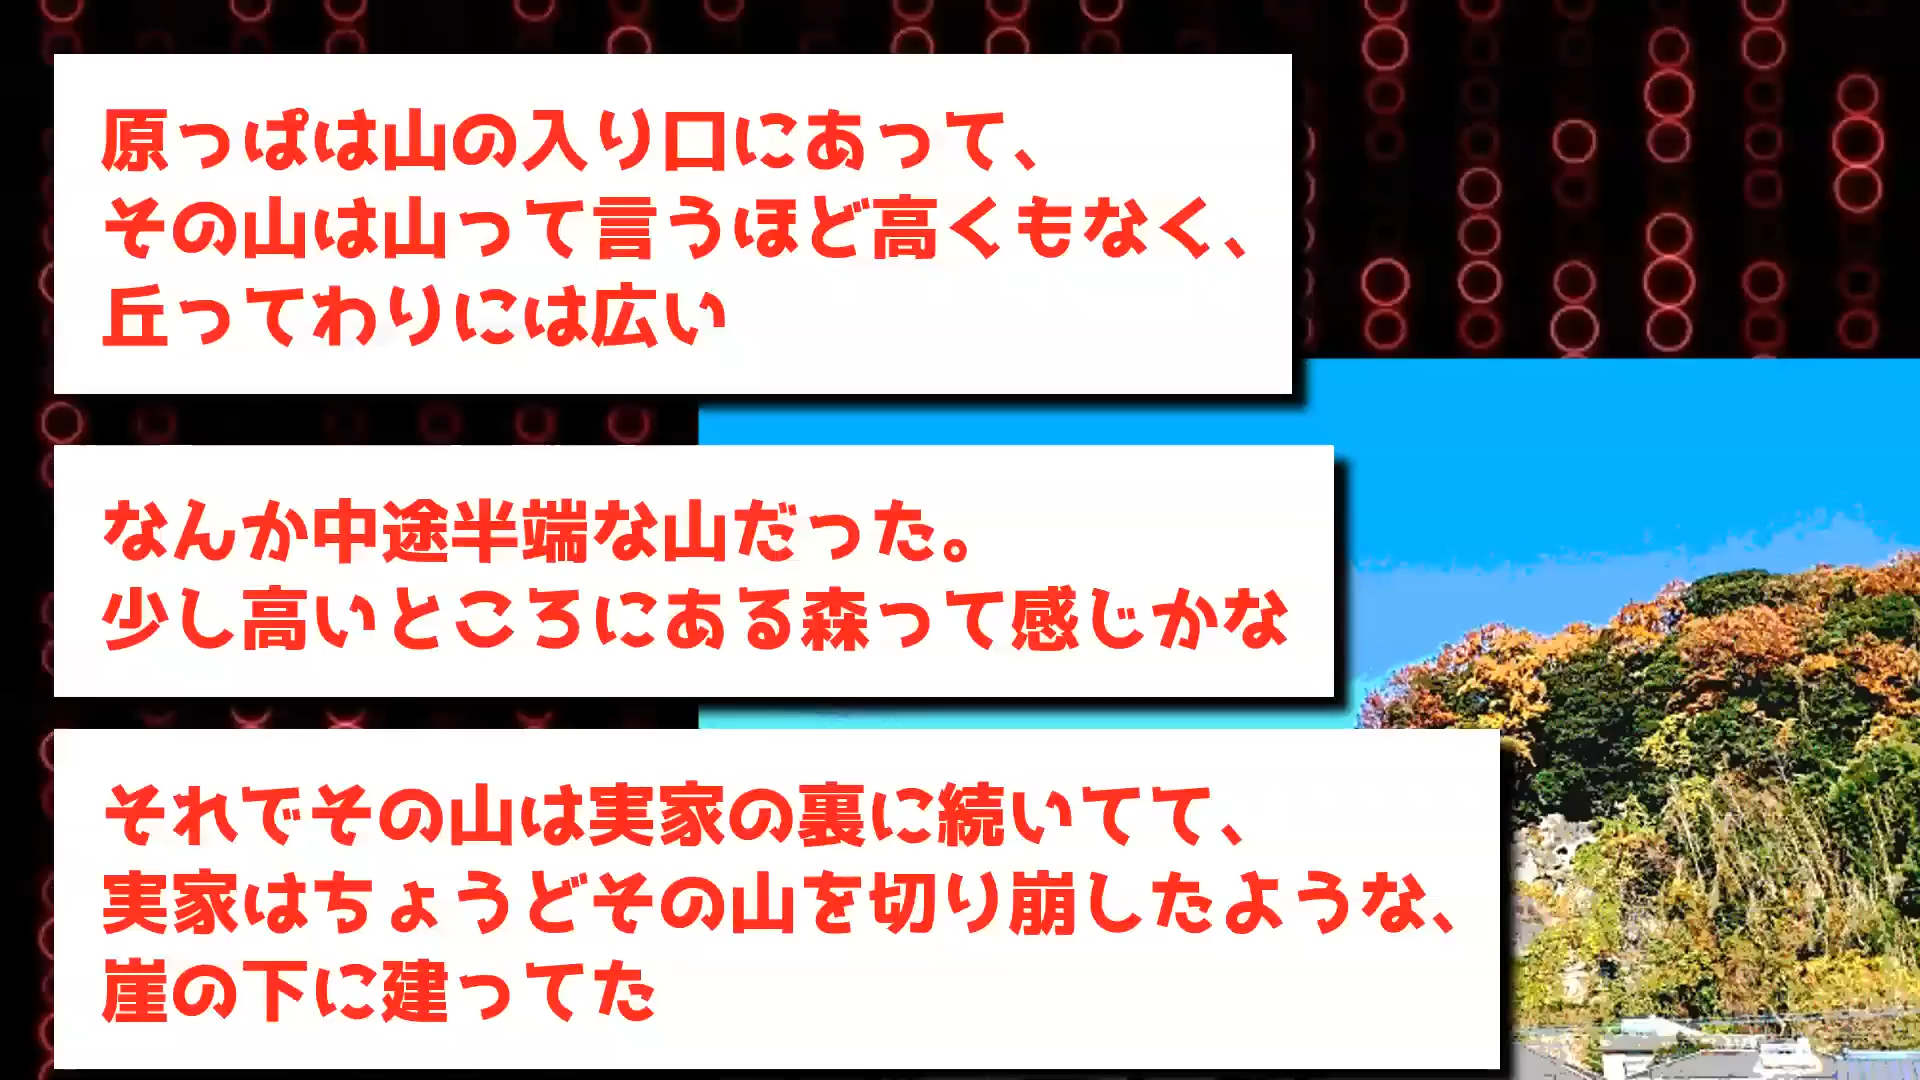 原っぱは山の入り口にあって、
その山は山って言うほど高くもなく、
丘ってわりには広い
なんか中途半端な山だった。
少し高いところにある森って感じかな
それでその山は実家の裏に続いてて、
実家はちょうどその山を切り崩したような、
崖の下に建ってた